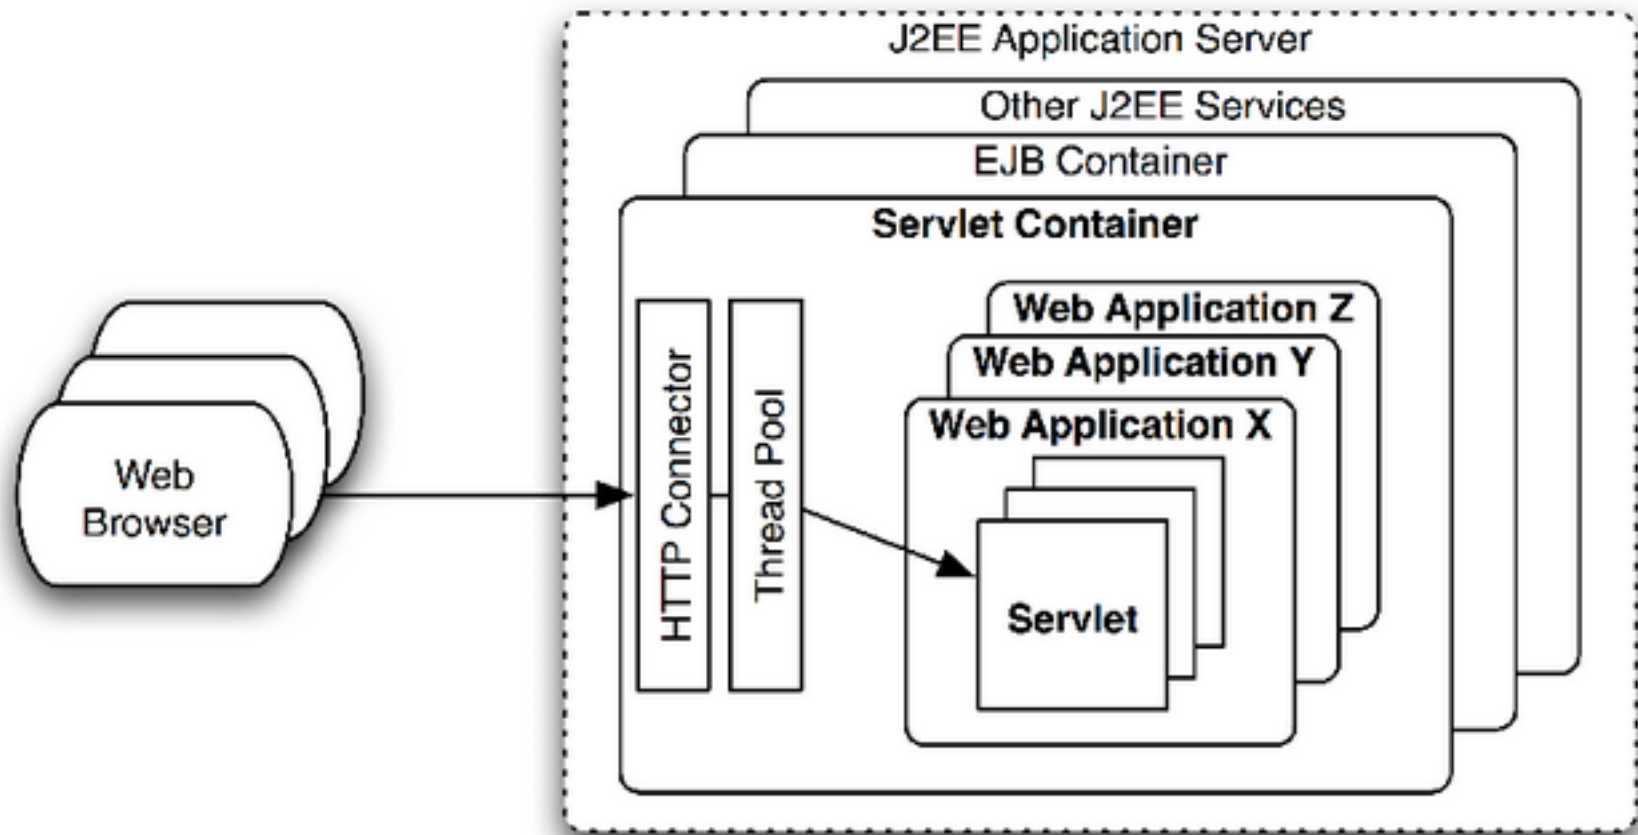 J2EE Application Server
Other J2EE Services
EJB Container
Servlet Container
Web Application Z
Web Application Y
Web Application X
HTTP Connector
Thread Pool
Servlet
Web
Browser